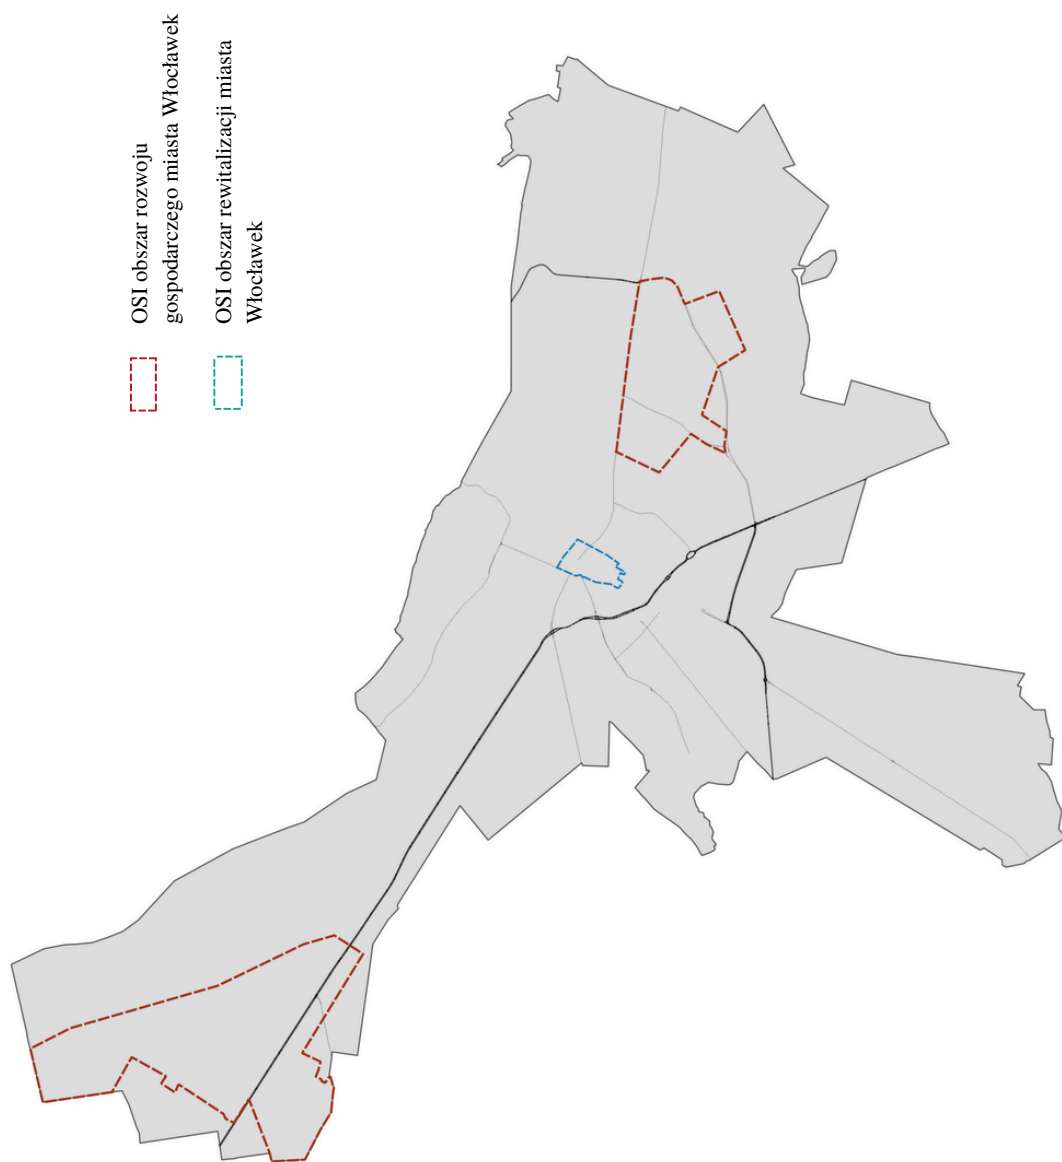 OSI obszar rozwoju
gospodarczego miasta Włocławek
OSI obszar rewitalizacji miasta
Włocławek